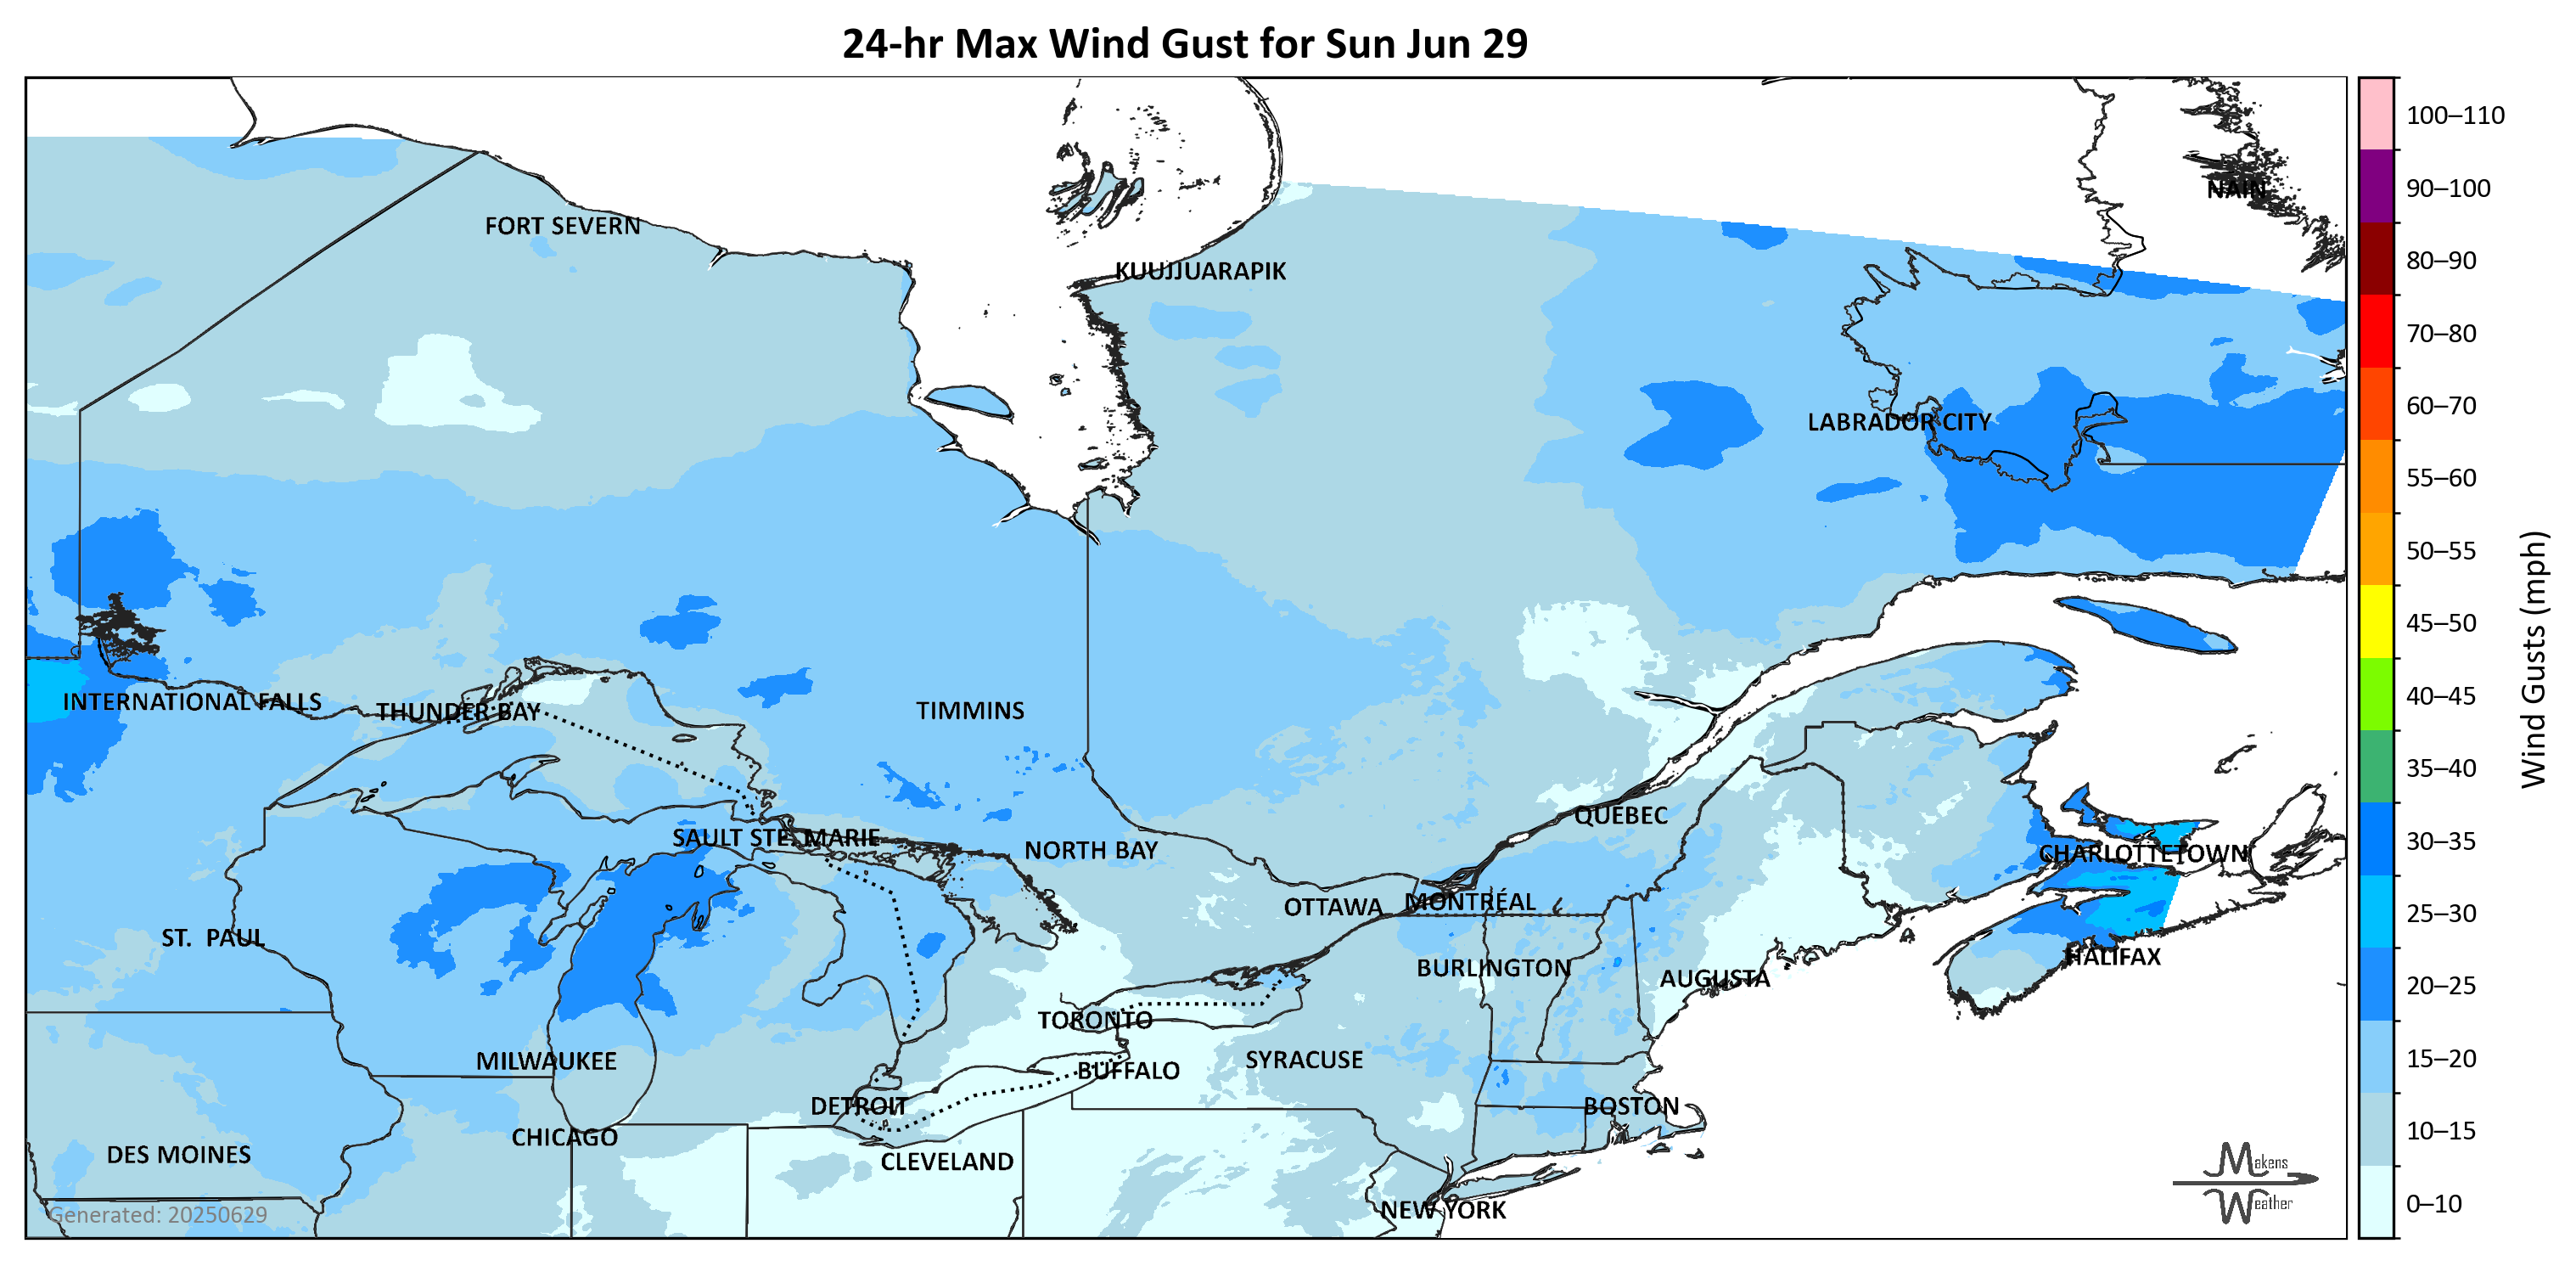 24-hr Max Wind Gust for Sun Jun 29
100–110
90–100
NAIN
FORT SEVERN
80–90
KUUJJUARAPIK
70–80
60–70
LABRADOR CITY
55–60
50–55
45–50
Wind Gusts (mph)
40–45
INTERNATIONAL FALLS
THUNDER BAY
TIMMINS
35–40
QUEBEC
30–35
SAULT STE. MARIE
NORTH BAY
CHARLOTTETOWN
MONTRÉAL
OTTAWA
25–30
ST. PAUL
HALIFAX
BURLINGTON
AUGUSTA
20–25
TORONTO
MILWAUKEE
SYRACUSE
15–20
BUFFALO
DETROIT
BOSTON
CHICAGO
10–15
DES MOINES
CLEVELAND
Makens
Weather
0–10
NEW YORK
Generated: 20250629